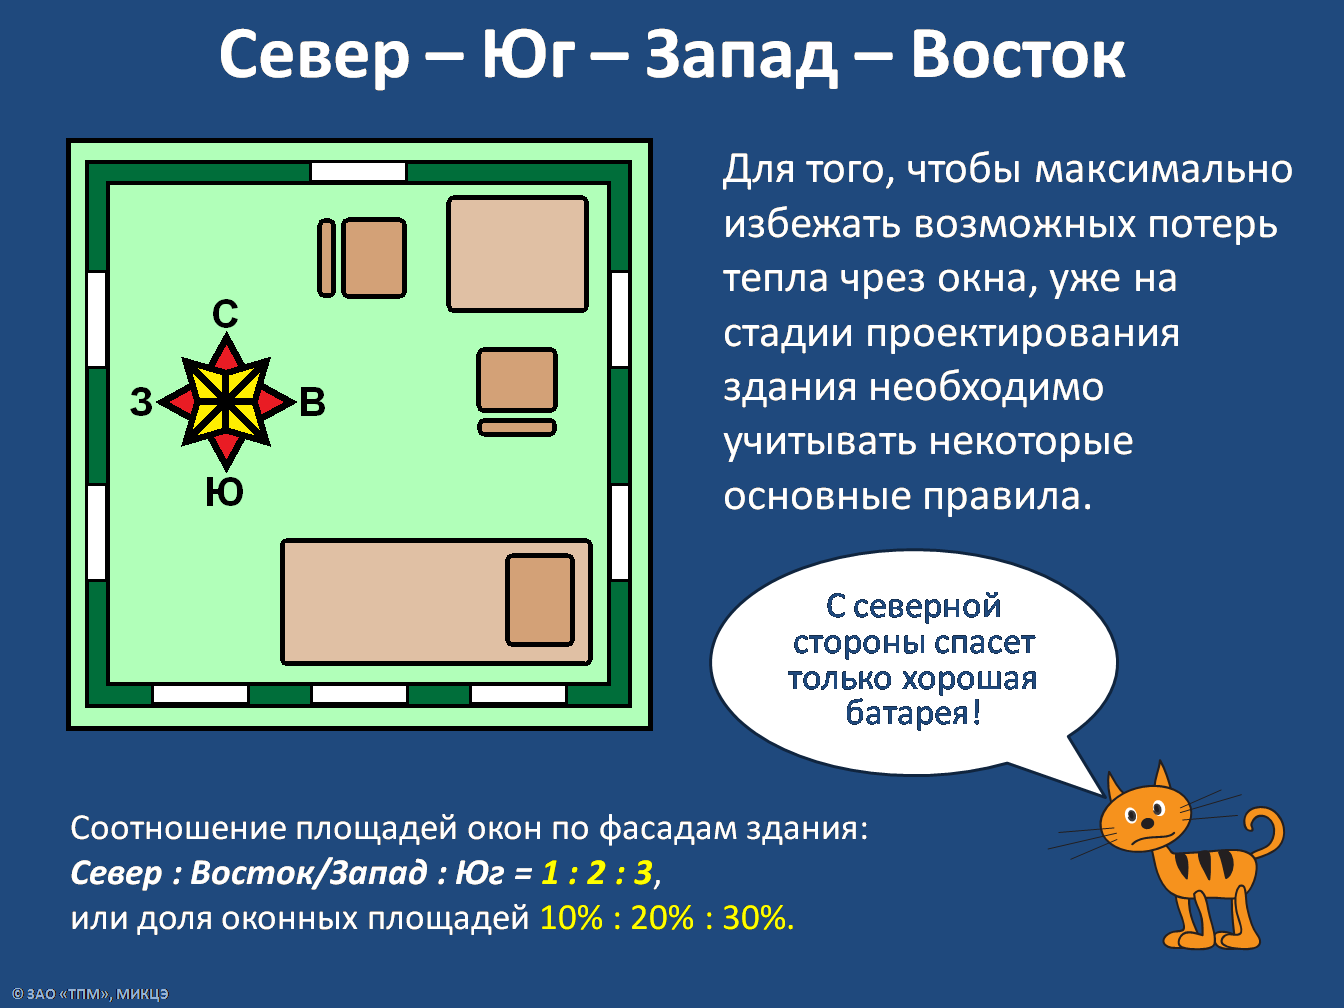 Север – Юг – Запад – Восток
Для того, чтобы максимально
избежать возможных потерь
тепла чрез окна, уже на
стадии проектирования
здания необходимо
учитывать некоторые
основные правила.
С
З
В
Ю
С северной
стороны спасет
только хорошая
батарея!
Соотношение площадей окон по фасадам здания:
Север : Восток/Запад : Юг = 1 : 2 : 3,
или доля оконных площадей 10% : 20% : 30%.
© ЗАО «ТПМ», МИКЦЭ